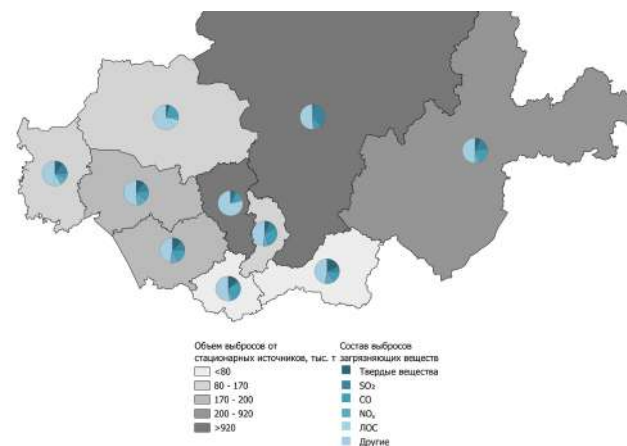 Объем выбросов от
стационарных источников, тыс. т
<80
80 - 170
170 - 200
200 - 920
>920
Состав выбросов
загрязняющих веществ
Твердые вещества
SO₂
CO
NOₓ
ЛОС
Другие